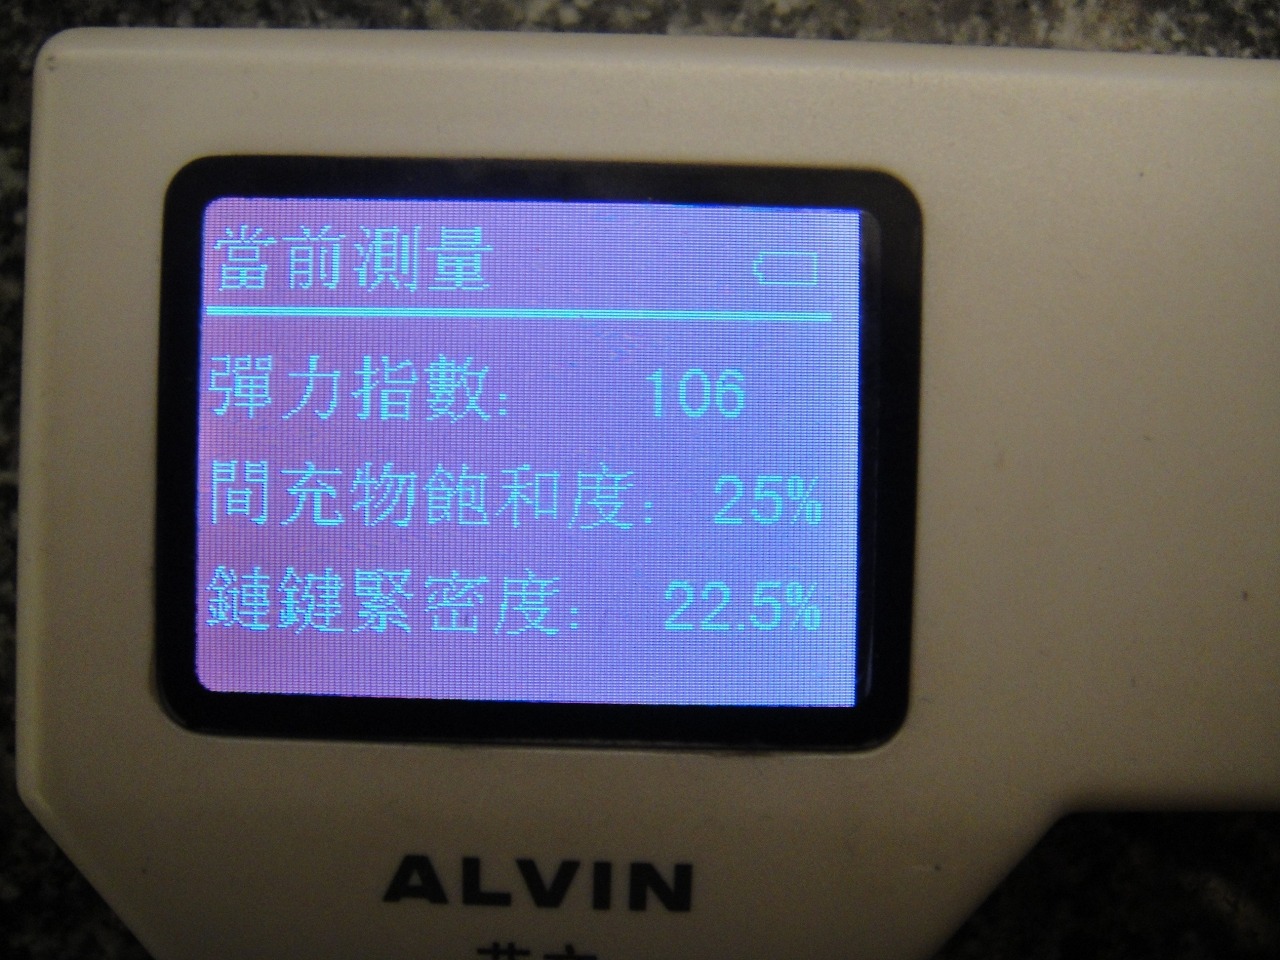 當前測量
彈力指數: 106
間充物飽和度: 25%
鏈鍵緊密度: 22.5%
ALVIN